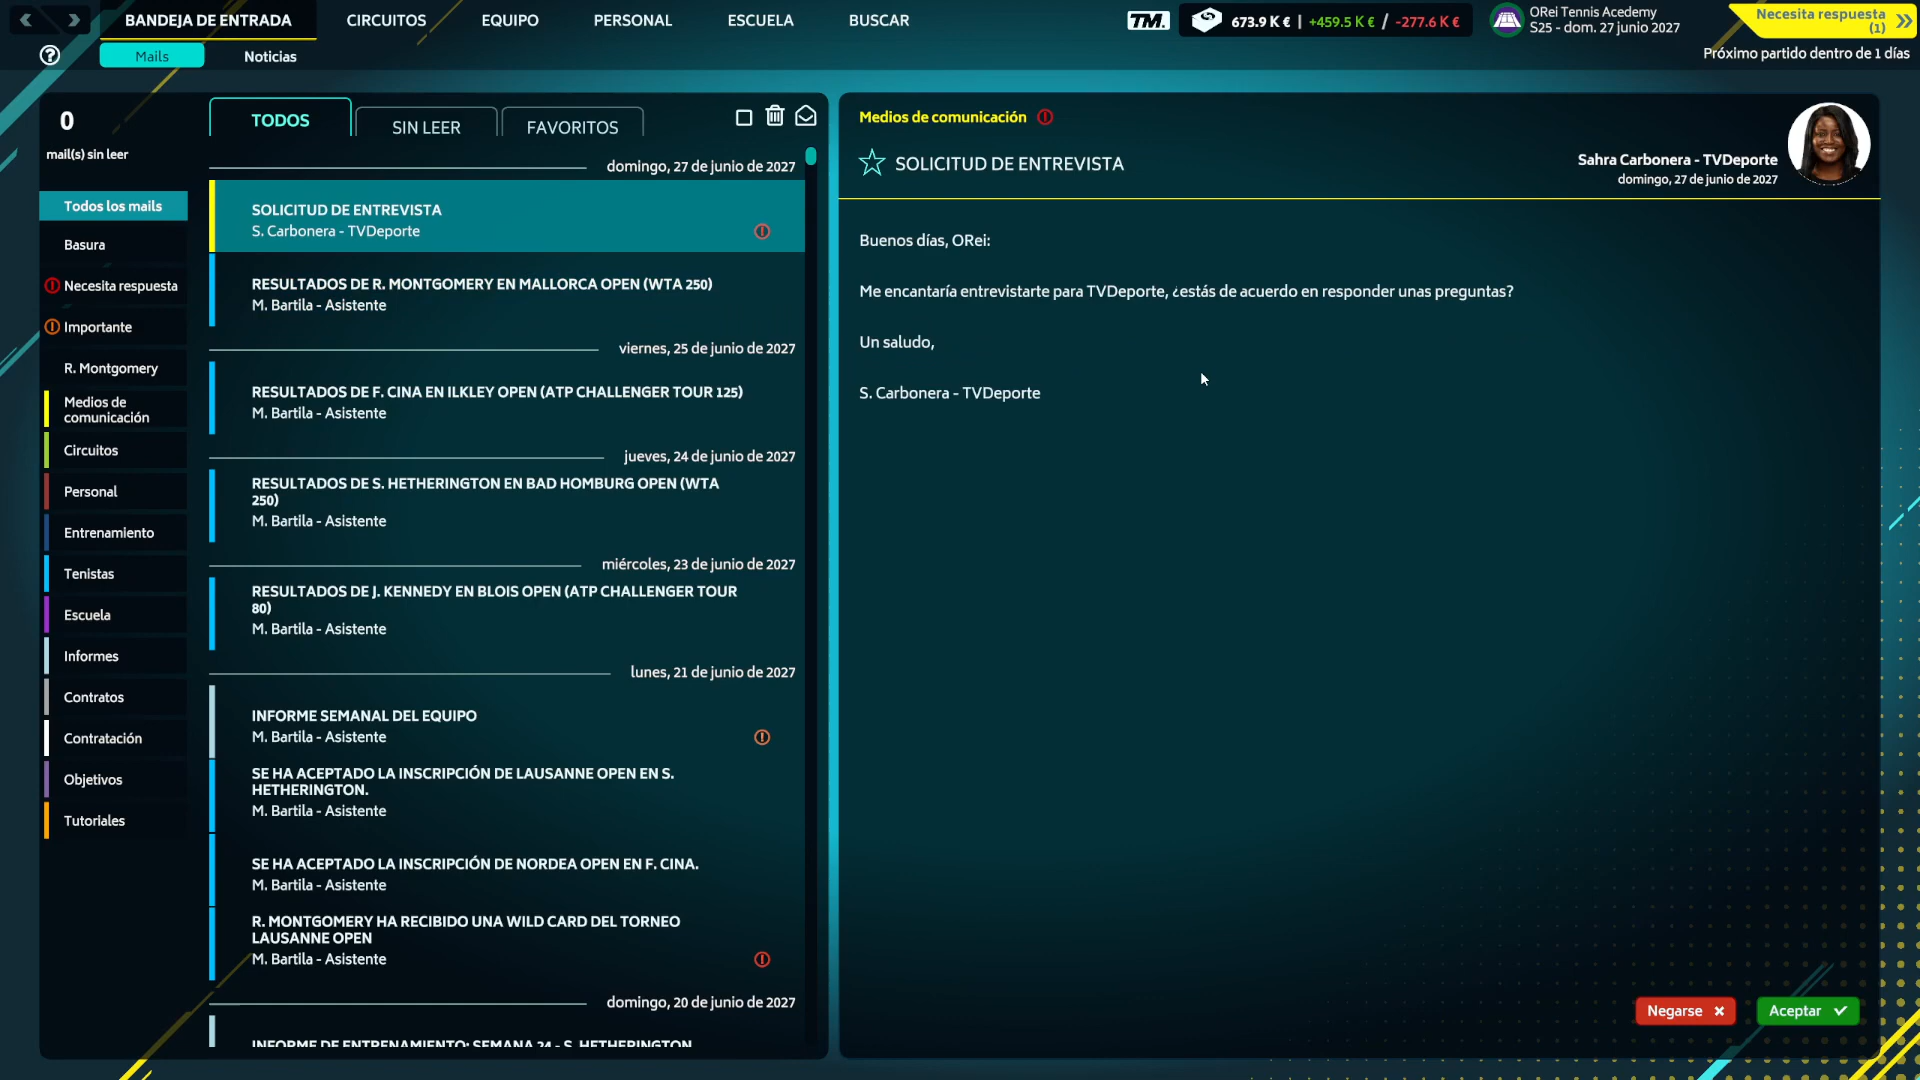 BANDEJA DE ENTRADA
CIRCUITOS
EQUIPO
PERSONAL
ESCUELA
BUSCAR
TM.
673.9 K € | +459.5 K € / -277.6 K €
ORei Tennis Acedemy
S25 - dom. 27 junio 2027
Necesita respuesta
(1)
Próximo partido dentro de 1 días
Mails
Noticias
0
mail(s) sin leer
Todos los mails
Basura
Necesita respuesta
Importante
R. Montgomery
Medios de
comunicación
Circuitos
Personal
Entrenamiento
Tenistas
Escuela
Informes
Contratos
Contratación
Objetivos
Tutoriales
TODOS
SIN LEER
FAVORITOS
domingo, 27 de junio de 2027
SOLICITUD DE ENTREVISTA
S. Carbonera - TVDeporte
RESULTADOS DE R. MONTGOMERY EN MALLORCA OPEN (WTA 250)
M. Bartila - Asistente
viernes, 25 de junio de 2027
RESULTADOS DE F. CINA EN ILKLEY OPEN (ATP CHALLENGER TOUR 125)
M. Bartila - Asistente
jueves, 24 de junio de 2027
RESULTADOS DE S. HETHERINGTON EN BAD HOMBURG OPEN (WTA
250)
M. Bartila - Asistente
miércoles, 23 de junio de 2027
RESULTADOS DE J. KENNEDY EN BLOIS OPEN (ATP CHALLENGER TOUR
80)
M. Bartila - Asistente
lunes, 21 de junio de 2027
INFORME SEMANAL DEL EQUIPO
M. Bartila - Asistente
SE HA ACEPTADO LA INSCRIPCIÓN DE LAUSANNE OPEN EN S.
HETHERINGTON.
M. Bartila - Asistente
SE HA ACEPTADO LA INSCRIPCIÓN DE NORDEA OPEN EN F. CINA.
M. Bartila - Asistente
R. MONTGOMERY HA RECIBIDO UNA WILD CARD DEL TORNEO
LAUSANNE OPEN
M. Bartila - Asistente
domingo, 20 de junio de 2027
INFORME DE ENTRENAMIENTO: SEMANA 24 - S. HETHERINGTON
Medios de comunicación
SOLICITUD DE ENTREVISTA
Sahra Carbonera - TVDeporte
domingo, 27 de junio de 2027
Buenos días, ORei:
Me encantaría entrevistarte para TVDeporte, ¿estás de acuerdo en responder unas preguntas?
Un saludo,
S. Carbonera - TVDeporte
Negarse
Aceptar